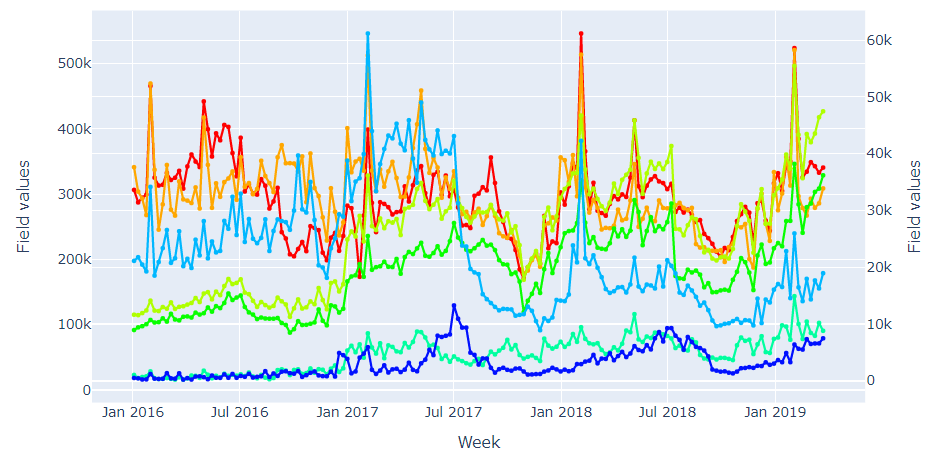 500k
400k
300k
200k
100k
0
Field values
60k
50k
40k
30k
20k
10k
0
Field values
Jan 2016
Jul 2016
Jan 2017
Jul 2017
Jan 2018
Jul 2018
Jan 2019
Week